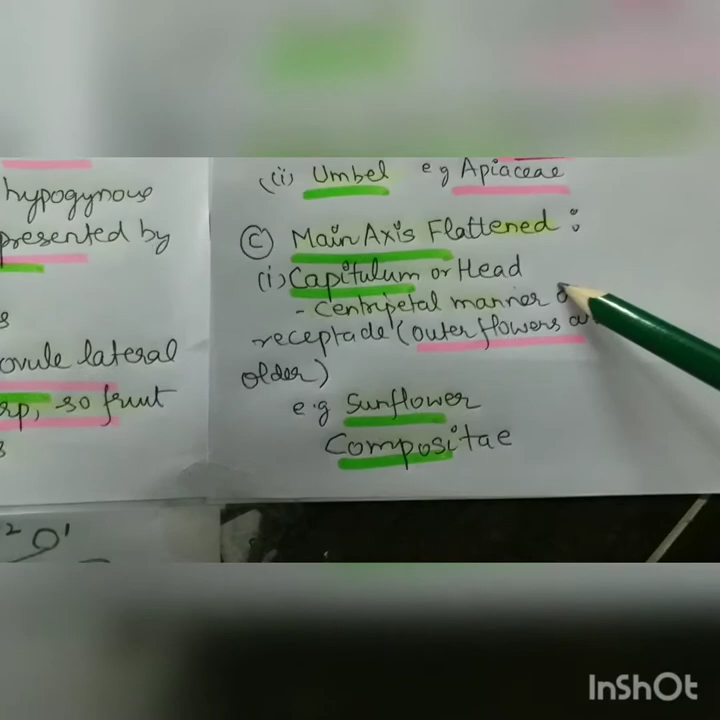 hypogynous
presented by
ovule lateral
so fruit
(ii) Umbel e g Apiaceae
Ⓒ Main Axis Flattened :
(i) Capitulum or Head
- Centripetal manner
receptacle (outer flowers
older)
e.g Sunflower
Compositae
InShOt